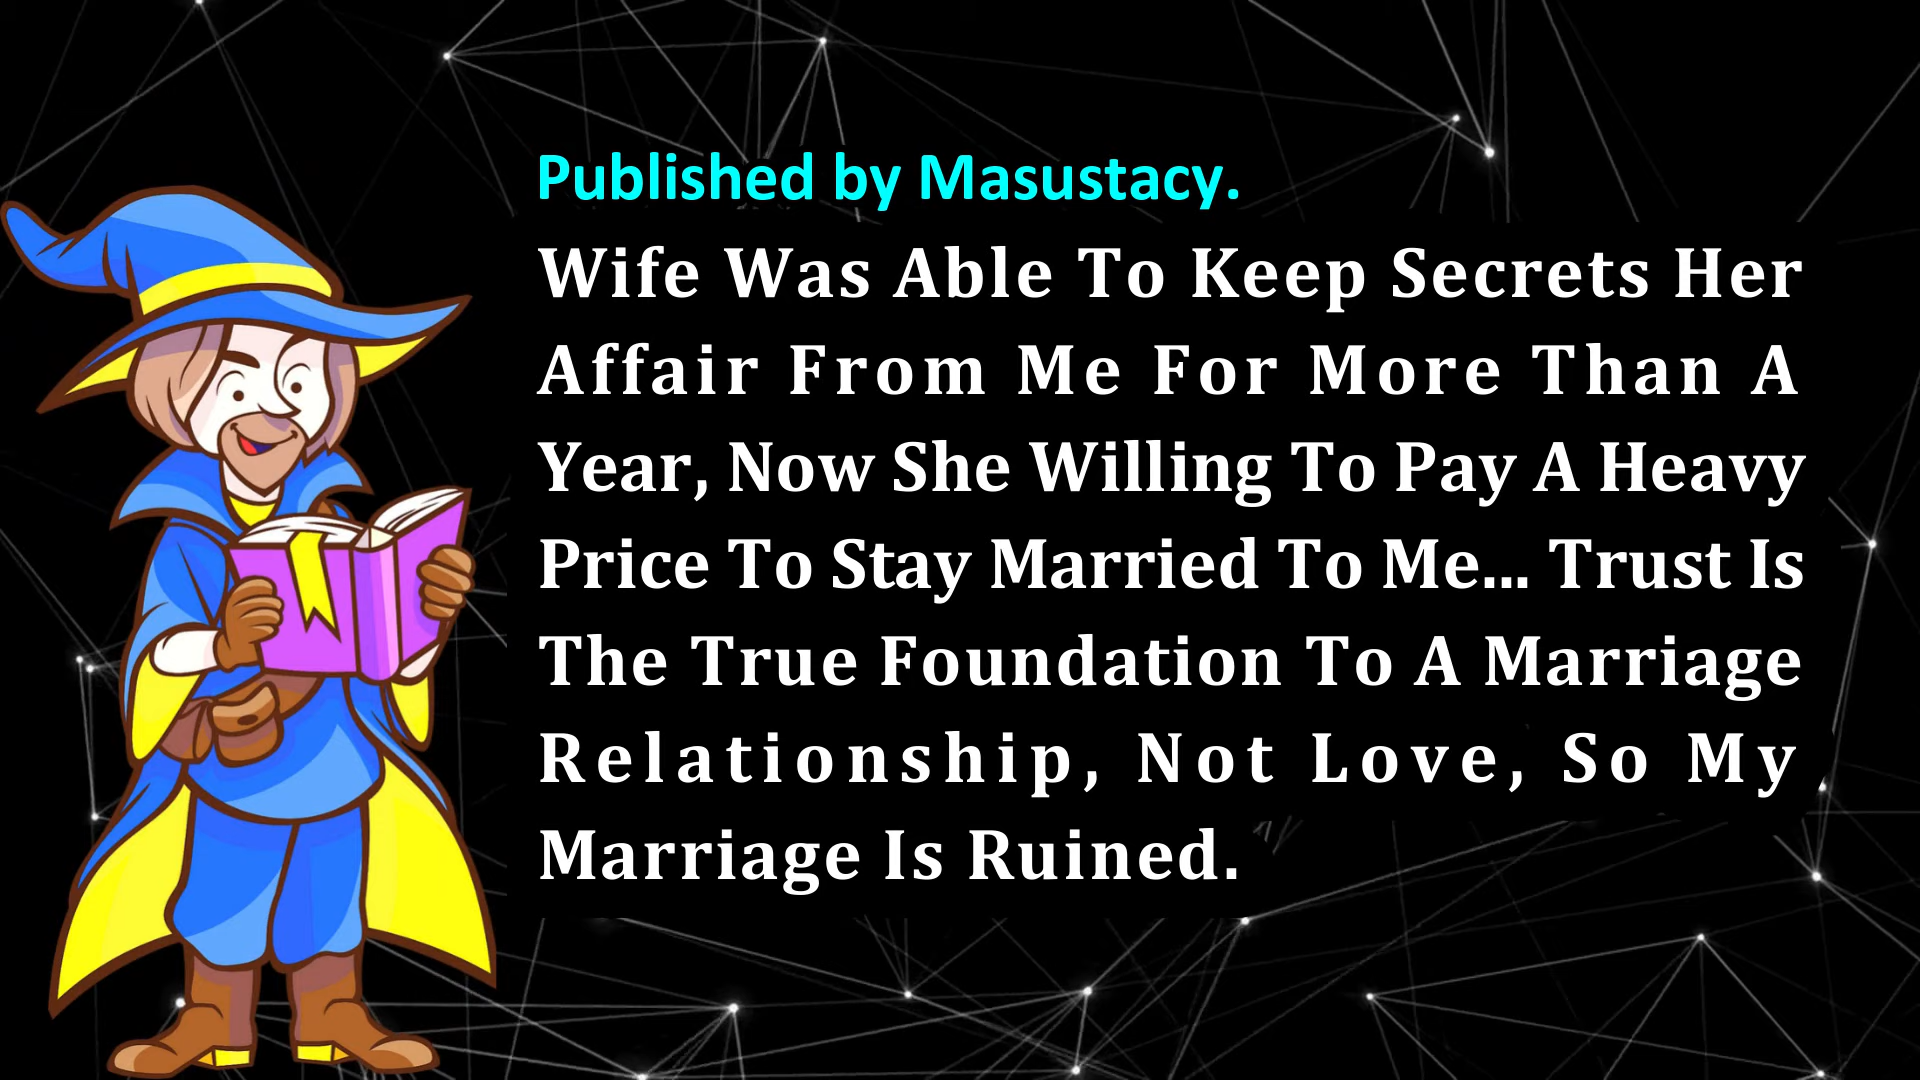 Published by Masustacy.
Wife Was Able To Keep Secrets Her
Affair From Me For More Than A
Year, Now She Willing To Pay A Heavy
Price To Stay Married To Me... Trust Is
The True Foundation To A Marriage
Relationship, Not Love, So My
Marriage Is Ruined.